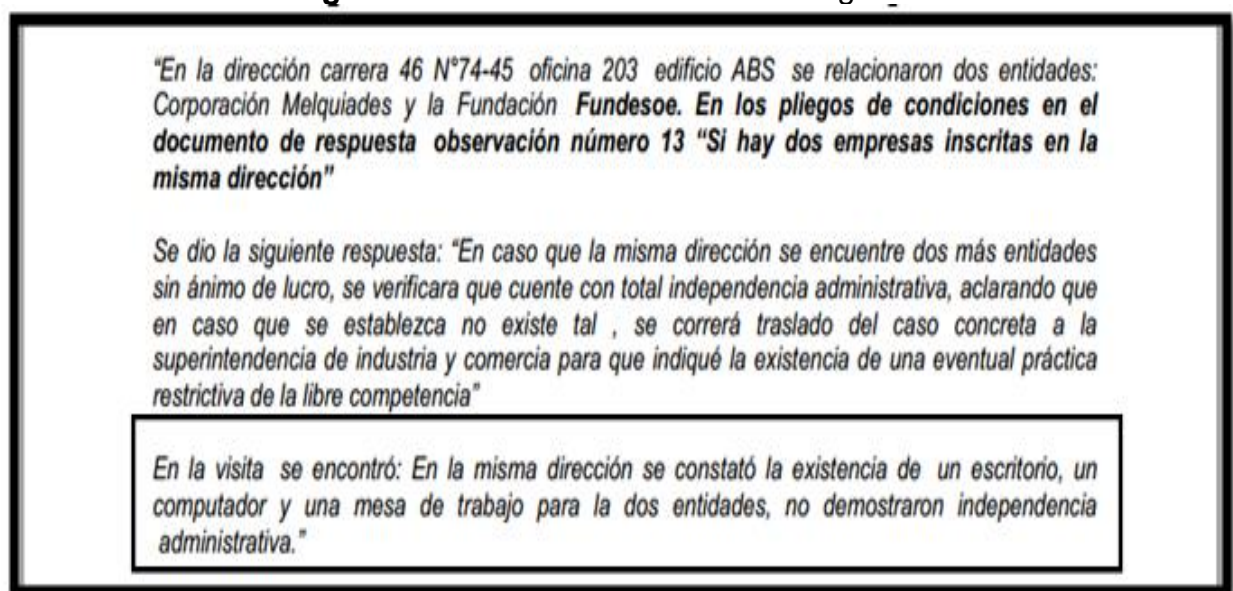 "En la dirección carrera 46 N°74-45 oficina 203 edificio ABS se relacionaron dos entidades:
Corporación Melquiades y la Fundación Fundesoe. En los pliegos de condiciones en el
documento de respuesta observación número 13 "Si hay dos empresas inscritas en la
misma dirección"
Se dio la siguiente respuesta: "En caso que la misma dirección se encuentre dos más entidades
sin ánimo de lucro, se verificara que cuente con total independencia administrativa, aclarando que
en caso que se establezca no existe tal , se correrá traslado del caso concreta a la
superintendencia de industria y comercia para que indiqué la existencia de una eventual práctica
restrictiva de la libre competencia"
En la visita se encontró: En la misma dirección se constató la existencia de un escritorio, un
computador y una mesa de trabajo para la dos entidades, no demostraron independencia
administrativa."